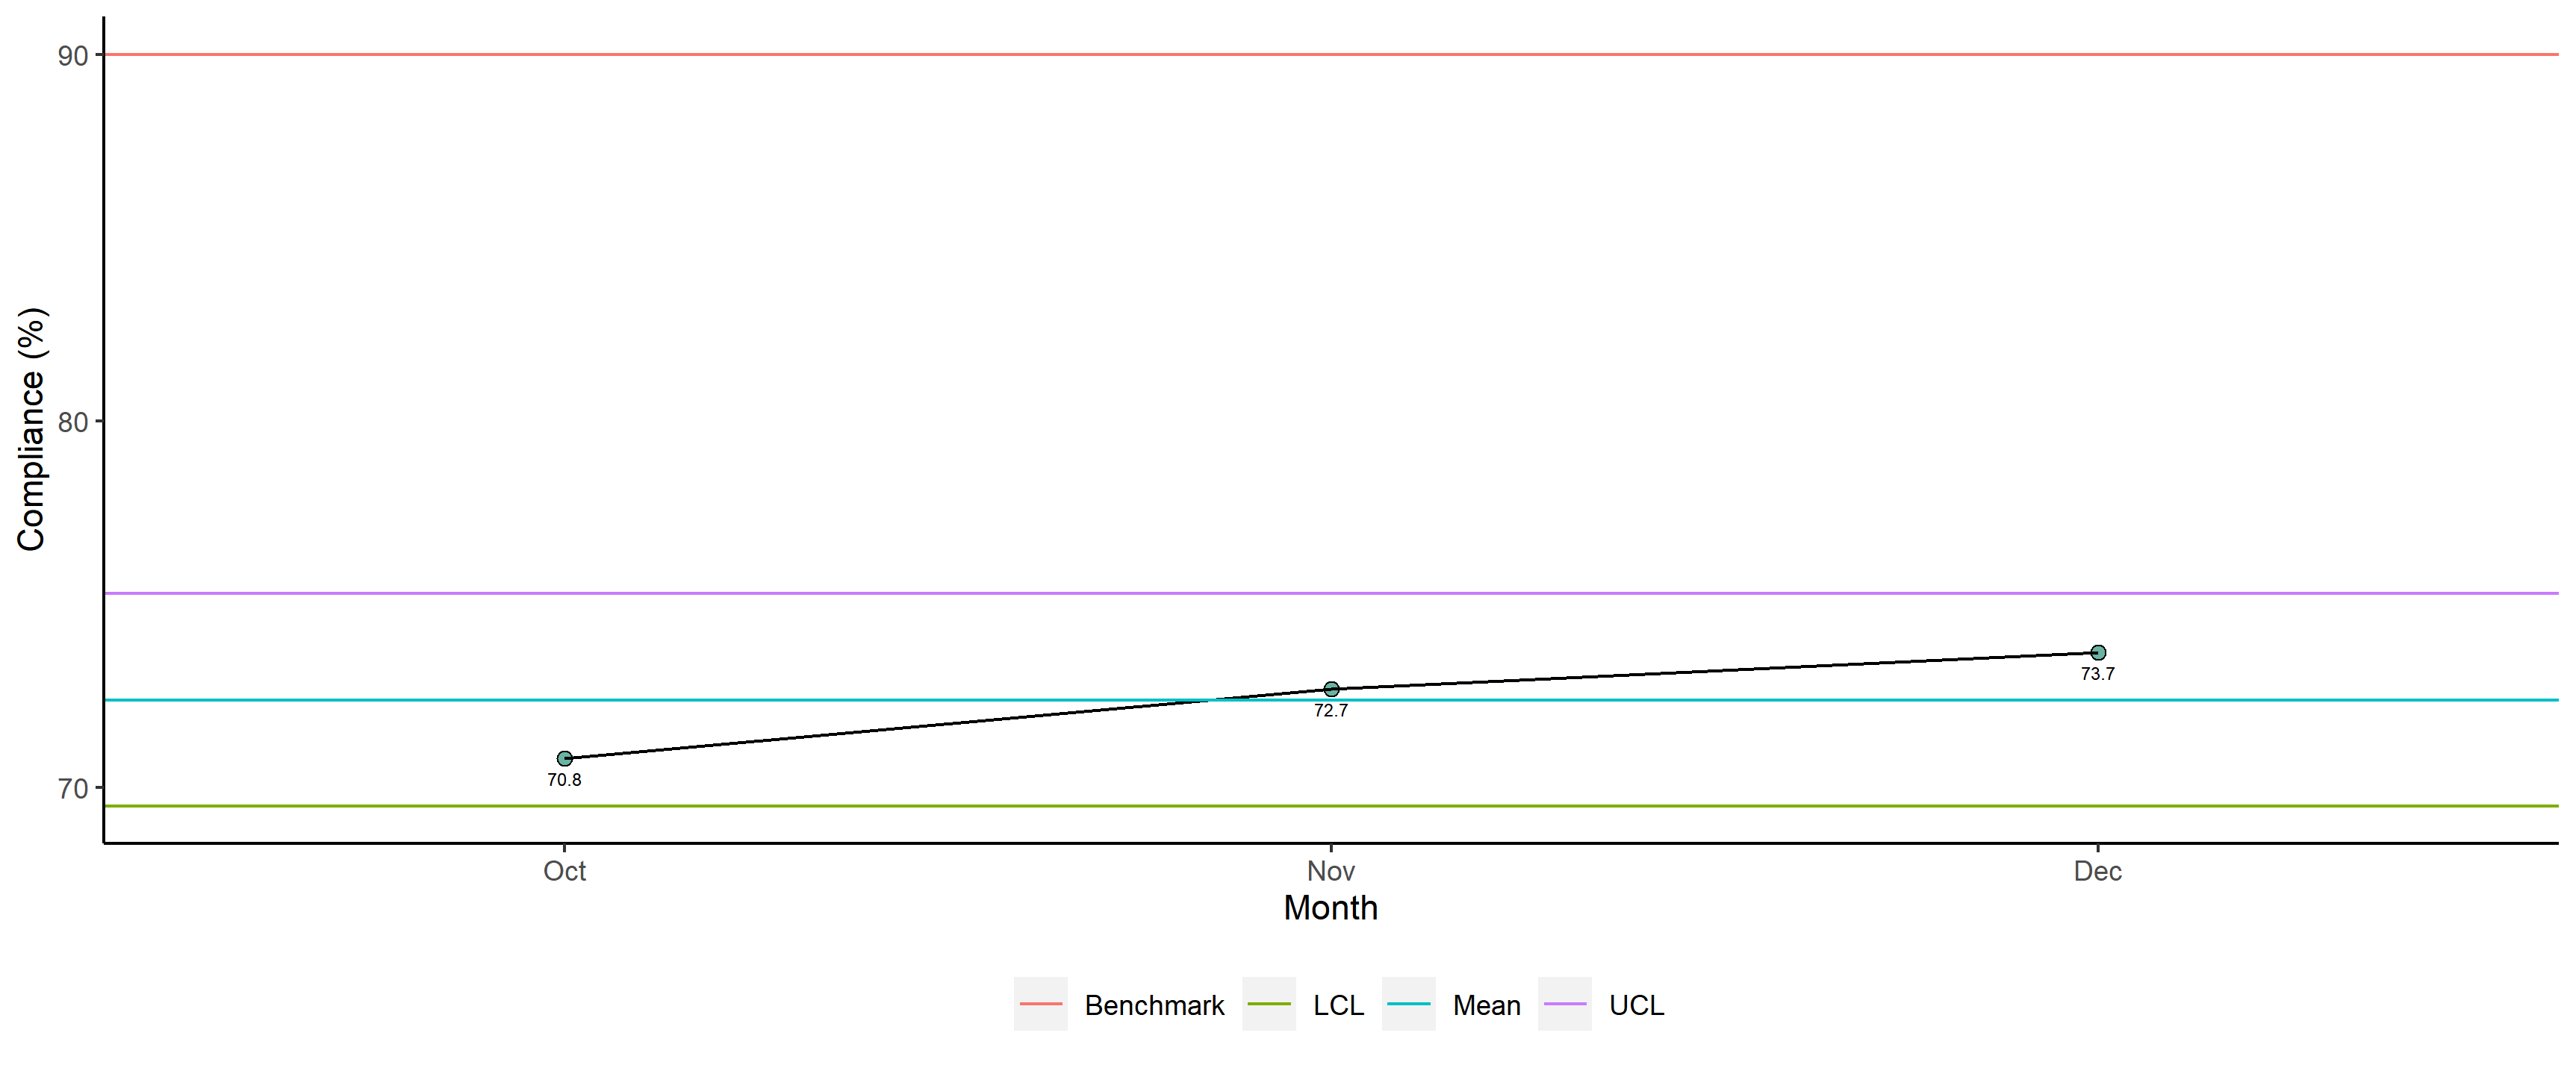 Compliance (%)
90
80
70
70.8
72.7
73.7
Oct Nov Dec
Month
Benchmark LCL Mean UCL